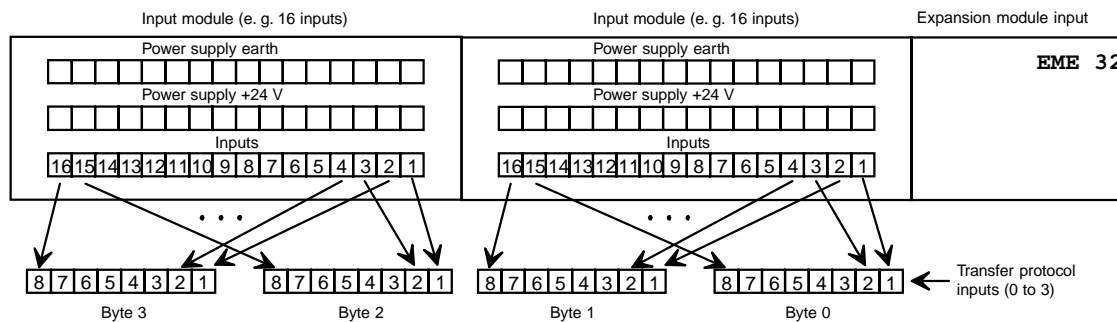 Input module (e. g. 16 inputs) Input module (e. g. 16 inputs) Expansion module input
Power supply earth Power supply earth
EME 32
Power supply +24 V Power supply +24 V
Inputs Inputs
16 15 14 13 12 11 10 9 8 7 6 5 4 3 2 1 16 15 14 13 12 11 10 9 8 7 6 5 4 3 2 1
. . . . . .
8 7 6 5 4 3 2 1 8 7 6 5 4 3 2 1 8 7 6 5 4 3 2 1 8 7 6 5 4 3 2 1 Transfer protocol
inputs (0 to 3)
Byte 3 Byte 2 Byte 1 Byte 0